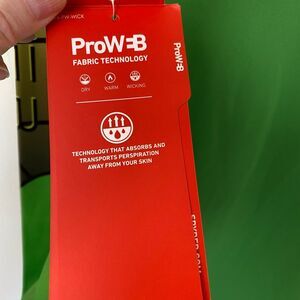 ProWEB
FABRIC TECHNOLOGY
DRY
WARM
WICKING
TECHNOLOGY THAT ABSORBS AND
TRANSPORTS PERSPIRATION
AWAY FROM YOUR SKIN
ProWEB